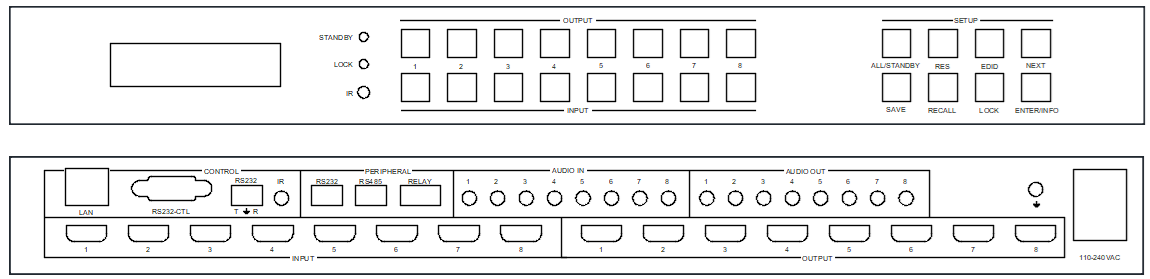 OUTPUT
SETUP
STANDBY
LOCK
IR
1 2 3 4 5 6 7 8
ALL/STANDBY RES EDID NEXT
INPUT
SAVE RECALL LOCK ENTER/INFO
CONTROL PERIPHERAL AUDIO IN AUDIO OUT
RS232 IR RS232 RS485 RELAY 1 2 3 4 5 6 7 8 1 2 3 4 5 6 7 8
LAN RS232-CTL T R
1 2 3 4 5 6 7 8 1 2 3 4 5 6 7 8
INPUT OUTPUT 110-240VAC